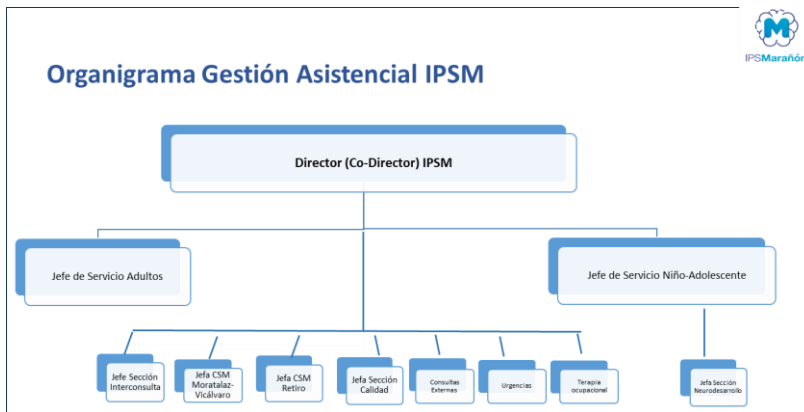 M
IPSMarañón
Organigrama Gestión Asistencial IPSM
Director (Co-Director) IPSM
Jefe de Servicio Adultos
Jefe de Servicio Niño-Adolescente
Jefe Sección
Interconsulta
Jefa CSM
Moratalaz-
Vicálvaro
Jefa CSM
Retiro
Jefa Sección
Calidad
Consultas
Externas
Urgencias
Terapia
ocupacional
Jefa Sección
Neurodesarrollo